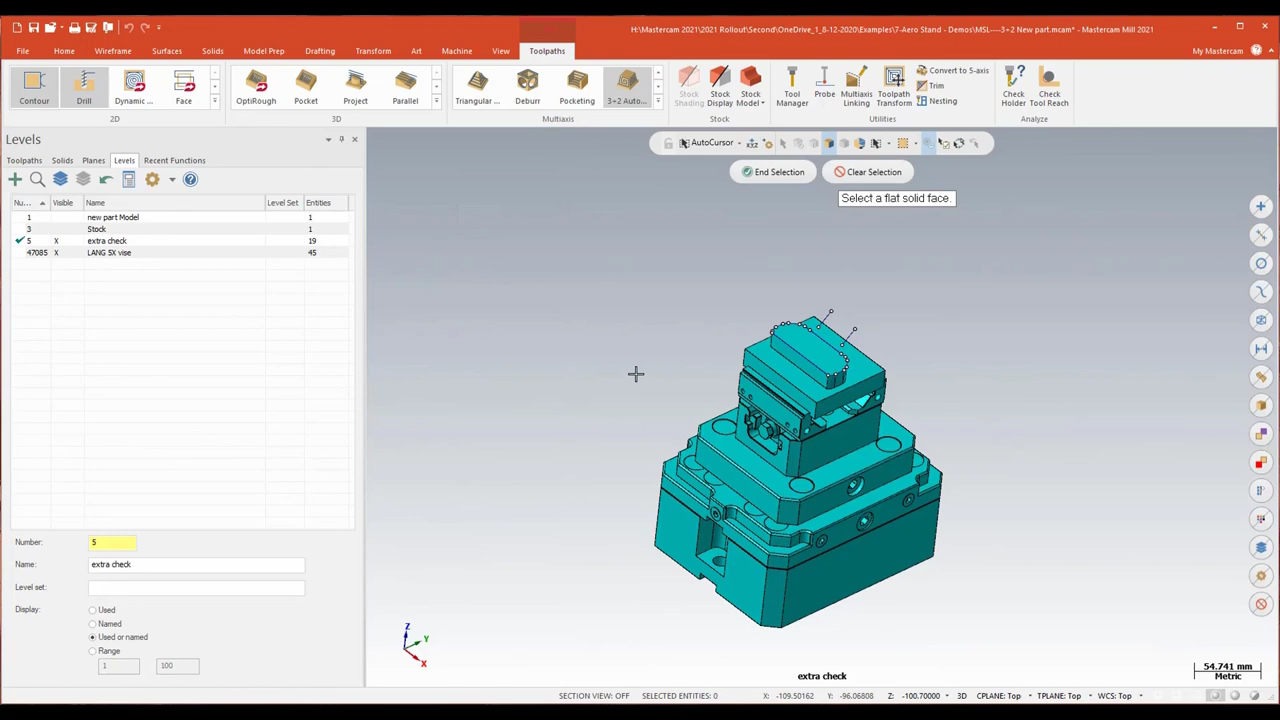 H:\Mastercam 2021\2021 Rollout\Second\OneDrive_1_8-12-2020\Examples\7-Aero Stand - Demos\MSL----3+2 New part.mcam* - Mastercam Mill 2021
File Home Wireframe Surfaces Solids Model Prep Drafting Transform Art Machine View Toolpaths My Mastercam
Contour Drill Dynamic ... Face OptiRough Pocket Project Parallel Triangular ... Deburr Pocketing 3+2 Auto... Stock Shading Stock Display Stock Model Tool Manager Probe Multiaxis Linking Toolpath Transform Convert to 5-axis Trim Nesting Check Holder Check Tool Reach
2D 3D Multiaxis Stock Utilities Analyze
Levels
AutoCursor
Toolpaths Solids Planes Levels Recent Functions
End Selection Clear Selection
Select a flat solid face.
Nu... Visible Name Level Set Entities
1 new part Model 1
3 Stock 1
5 X extra check 19
47085 X LANG 5X vise 45
Number: 5
Name: extra check
Level set:
Display: Used
Named
Used or named
Range
1 100
Z
Y
X
54.741 mm
Metric
extra check
SECTION VIEW: OFF SELECTED ENTITIES: 0 X: -109.50162 Y: -96.06808 Z: -100.70000 3D CPLANE: Top TPLANE: Top WCS: Top